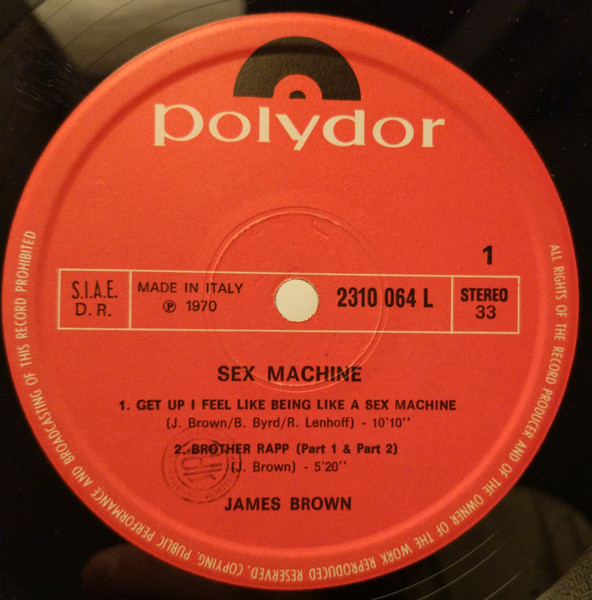 polydor
1
S.I.A.E.
D. R.
MADE IN ITALY
℗ 1970
2310 064 L
STEREO
33
SEX MACHINE
1. GET UP I FEEL LIKE BEING LIKE A SEX MACHINE
(J. Brown/B. Byrd/R. Lenhoff) - 10'10''
2. BROTHER RAPP (Part 1 & Part 2)
(J. Brown) - 5'20''
JAMES BROWN
ALL RIGHTS OF THE RECORD PRODUCER AND OF THE OWNER OF THE WORK REPRODUCED RESERVED. COPYING, PUBLIC PERFORMANCE AND BROADCASTING OF THIS RECORD PROHIBITED